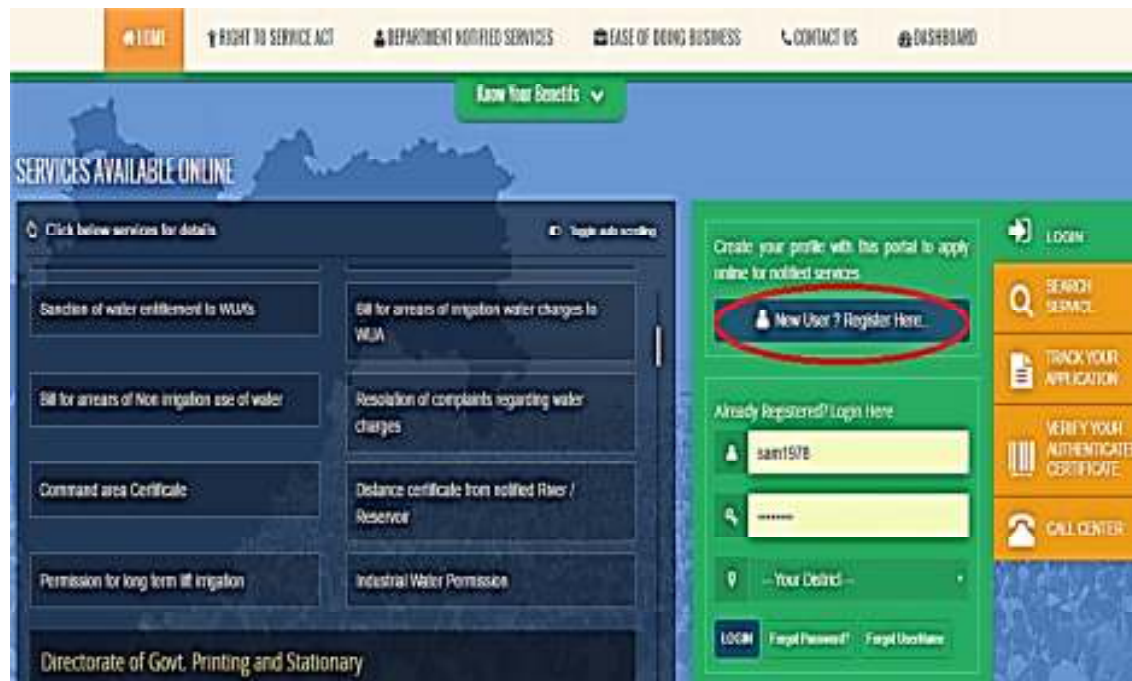 HOME
RIGHT TO SERVICE ACT
DEPARTMENT NOTIFIED SERVICES
EASE OF DOING BUSINESS
CONTACT US
DASHBOARD
Know Your Benefits
SERVICES AVAILABLE ONLINE
Click below services for details
Toggle auto scrolling
Sanction of water entitlement to WUA's
Bill for arrears of irrigation water charges to
WUA
Bill for arrears of Non irrigation use of water
Resolution of complaints regarding water
charges
Command area Certificate
Distance certificate from notified River /
Reservoir
Permission for long term lift irrigation
Industrial Water Permission
Directorate of Govt. Printing and Stationary
Create your profile with this portal to apply
online for notified services
New User ? Register Here...
Already Registered? Login Here
sam1978
--Your District--
LOGIN
Forgot Password?
Forgot UserName
LOGIN
SEARCH
SERVICE
TRACK YOUR
APPLICATION
VERIFY YOUR
AUTHENTICATE
CERTIFICATE
CALL CENTER